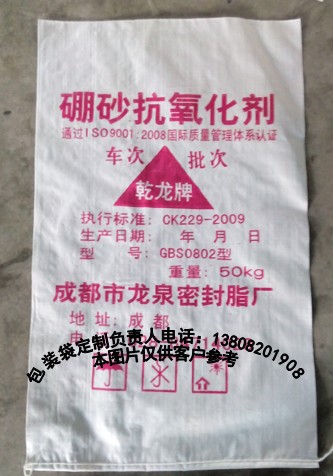 硼砂抗氧化剂
通过ISO9001:2008国际质量管理体系认证
车次 批次
乾龙牌
执行标准: CK229-2009
生产日期: 年 月 日
型 号: GBS0802型
重量: 50kg
成都市龙泉密封脂厂
地 址: 成都
包装袋定制负责人电话: 13808201908
本图片仅供客户参考